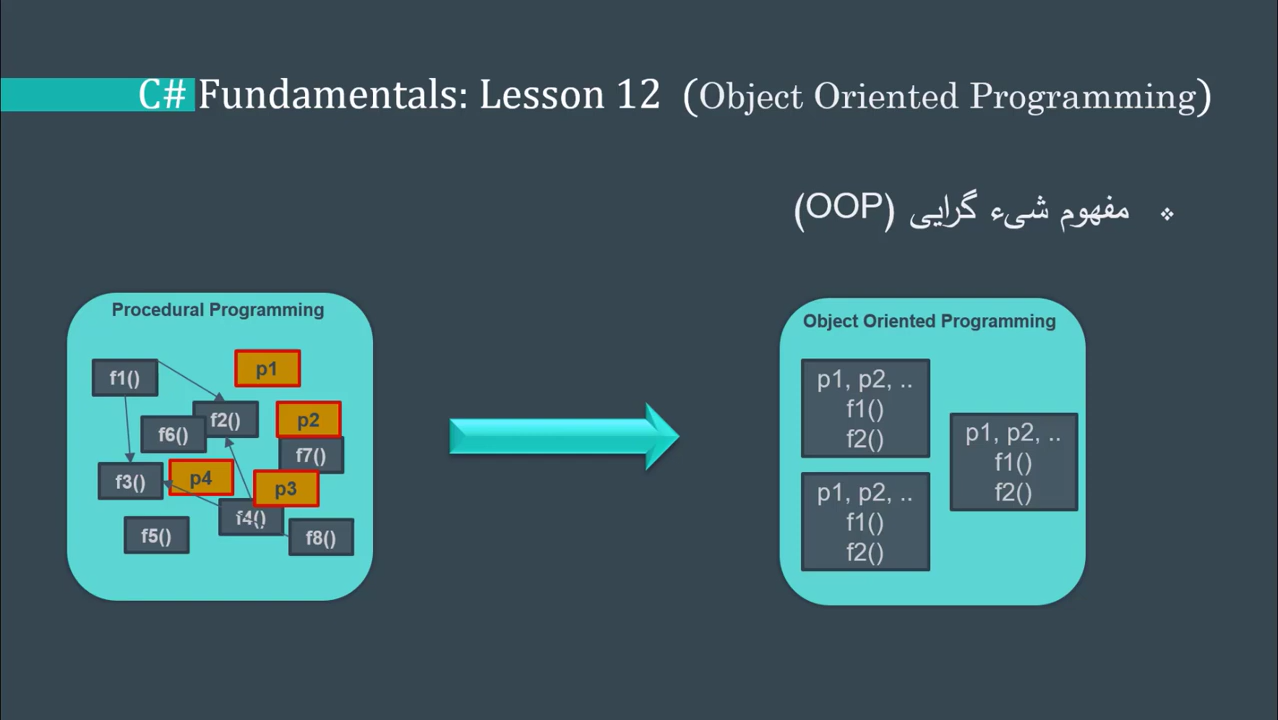 C# Fundamentals: Lesson 12 (Object Oriented Programming)
❖ مفهوم شیء گرایی (OOP)
Procedural Programming
f1()
p1
f2()
p2
f6()
f7()
f3()
p4
p3
f4()
f5()
f8()
Object Oriented Programming
p1, p2, ..
f1()
f2()
p1, p2, ..
f1()
f2()
p1, p2, ..
f1()
f2()